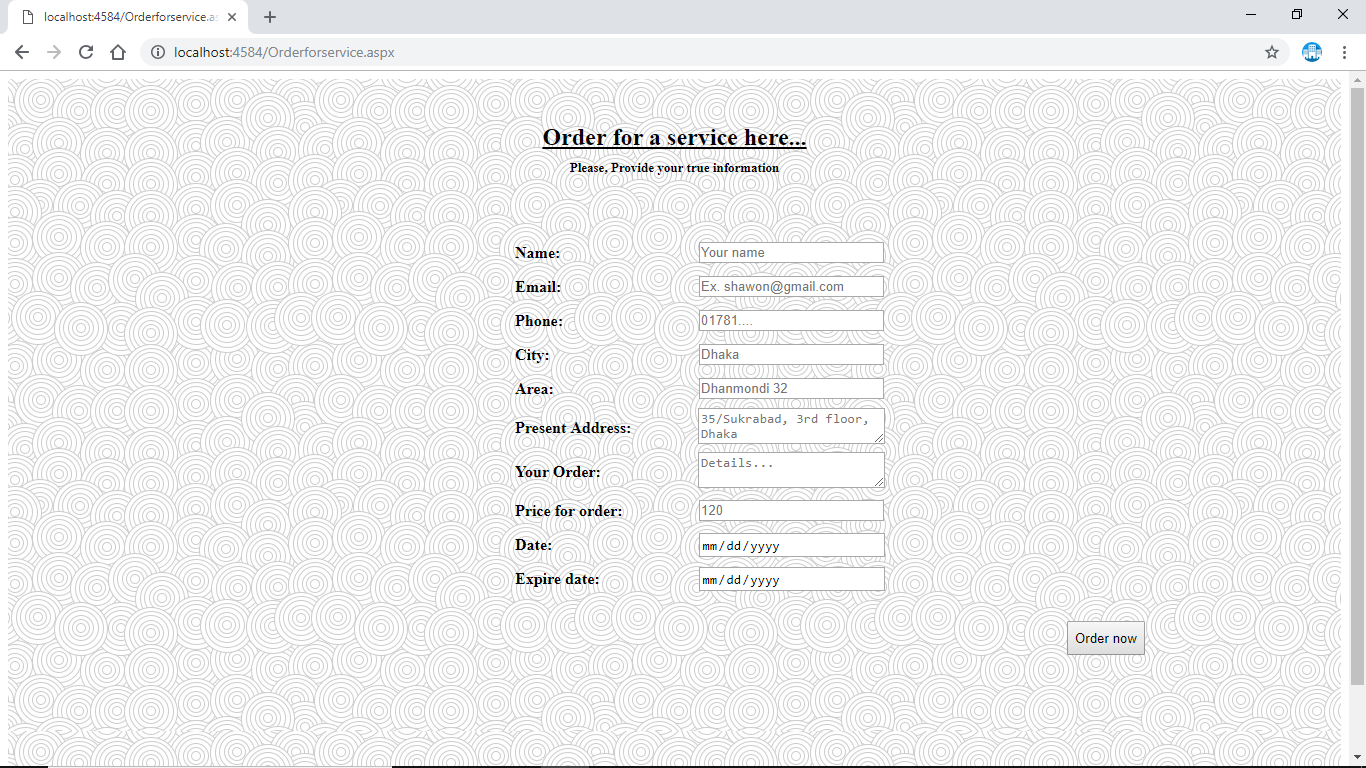 localhost:4584/Orderforservice.as
localhost:4584/Orderforservice.aspx
Order for a service here...
Please, Provide your true information
Name: Your name
Email: Ex. shawon@gmail.com
Phone: 01781....
City: Dhaka
Area: Dhanmondi 32
Present Address: 35/Sukrabad, 3rd floor,
Dhaka
Your Order: Details...
Price for order: 120
Date: mm/dd/yyyy
Expire date: mm/dd/yyyy
Order now